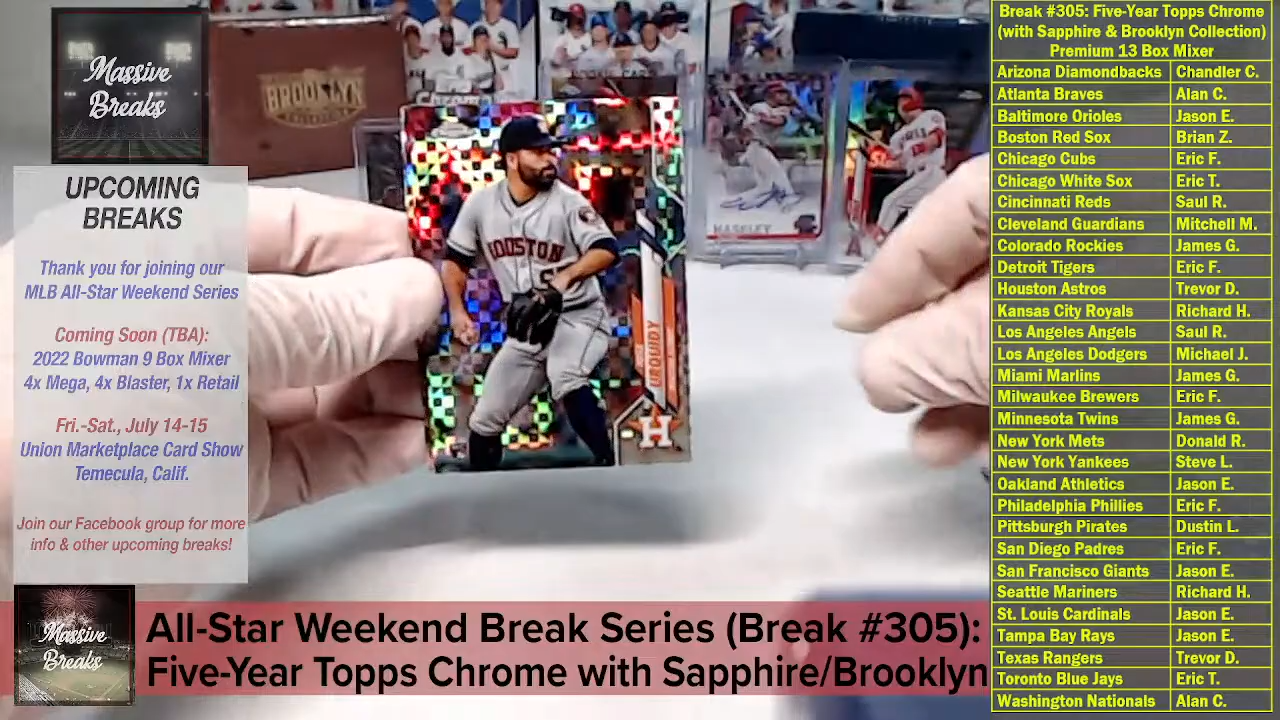 Massive
Breaks
UPCOMING
BREAKS
Thank you for joining our
MLB All-Star Weekend Series
Coming Soon (TBA):
2022 Bowman 9 Box Mixer
4x Mega, 4x Blaster, 1x Retail
Fri.-Sat., July 14-15
Union Marketplace Card Show
Temecula, Calif.
Join our Facebook group for more
info & other upcoming breaks!
BROOKLYN
Chrome
HOUSTON
URQUIDY
H
HASELEY
Massive
Breaks
All-Star Weekend Break Series (Break #305):
Five-Year Topps Chrome with Sapphire/Brooklyn
Break #305: Five-Year Topps Chrome
(with Sapphire & Brooklyn Collection)
Premium 13 Box Mixer
Arizona Diamondbacks Chandler C.
Atlanta Braves Alan C.
Baltimore Orioles Jason E.
Boston Red Sox Brian Z.
Chicago Cubs Eric F.
Chicago White Sox Eric T.
Cincinnati Reds Saul R.
Cleveland Guardians Mitchell M.
Colorado Rockies James G.
Detroit Tigers Eric F.
Houston Astros Trevor D.
Kansas City Royals Richard H.
Los Angeles Angels Saul R.
Los Angeles Dodgers Michael J.
Miami Marlins James G.
Milwaukee Brewers Eric F.
Minnesota Twins James G.
New York Mets Donald R.
New York Yankees Steve L.
Oakland Athletics Jason E.
Philadelphia Phillies Eric F.
Pittsburgh Pirates Dustin L.
San Diego Padres Eric F.
San Francisco Giants Jason E.
Seattle Mariners Richard H.
St. Louis Cardinals Jason E.
Tampa Bay Rays Jason E.
Texas Rangers Trevor D.
Toronto Blue Jays Eric T.
Washington Nationals Alan C.